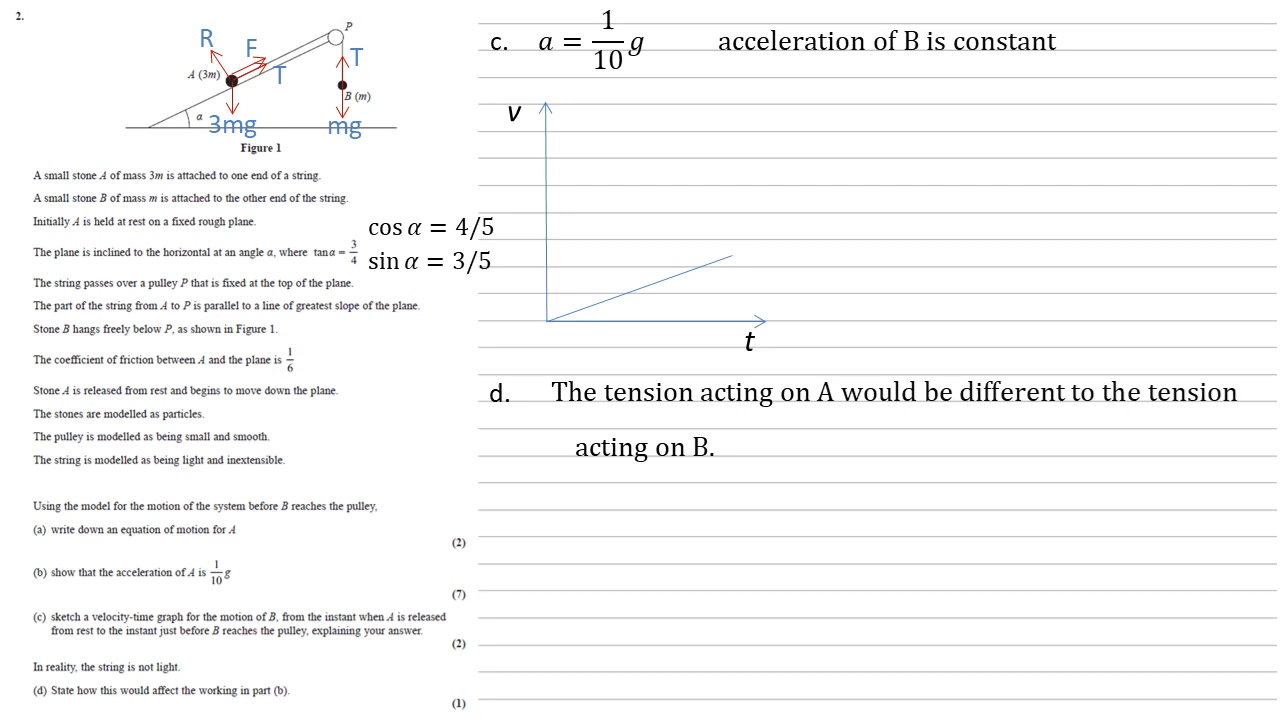 2.
P
R
F
T
T
A (3m)
B (m)
α
3mg
mg
Figure 1
A small stone A of mass 3m is attached to one end of a string.
A small stone B of mass m is attached to the other end of the string.
Initially A is held at rest on a fixed rough plane.
The plane is inclined to the horizontal at an angle α, where tan α = 3/4
cos α = 4/5
sin α = 3/5
The string passes over a pulley P that is fixed at the top of the plane.
The part of the string from A to P is parallel to a line of greatest slope of the plane.
Stone B hangs freely below P, as shown in Figure 1.
The coefficient of friction between A and the plane is 1/6
Stone A is released from rest and begins to move down the plane.
The stones are modelled as particles.
The pulley is modelled as being small and smooth.
The string is modelled as being light and inextensible.
Using the model for the motion of the system before B reaches the pulley,
(a) write down an equation of motion for A
(2)
(b) show that the acceleration of A is 1/10 g
(7)
(c) sketch a velocity-time graph for the motion of B, from the instant when A is released
from rest to the instant just before B reaches the pulley, explaining your answer.
(2)
In reality, the string is not light.
(d) State how this would affect the working in part (b).
(1)
c. a = 1/10 g acceleration of B is constant
v
t
d. The tension acting on A would be different to the tension
acting on B.